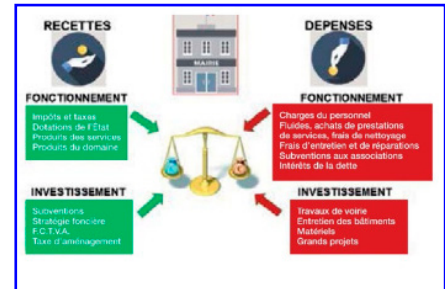 RECETTES
DEPENSES
MAIRIE
FONCTIONNEMENT
FONCTIONNEMENT
Impôts et taxes
Dotations de l'Etat
Produits des services
Produits du domaine
Charges du personnel
Fluides, achats de prestations
de services, frais de nettoyage
Frais d'entretien et de réparations
Subventions aux associations
Intérêts de la dette
INVESTISSEMENT
INVESTISSEMENT
Subventions
Stratégie foncière
F.C.T.V.A.
Taxe d'aménagement
Travaux de voirie
Entretien des bâtiments
Matériels
Grands projets